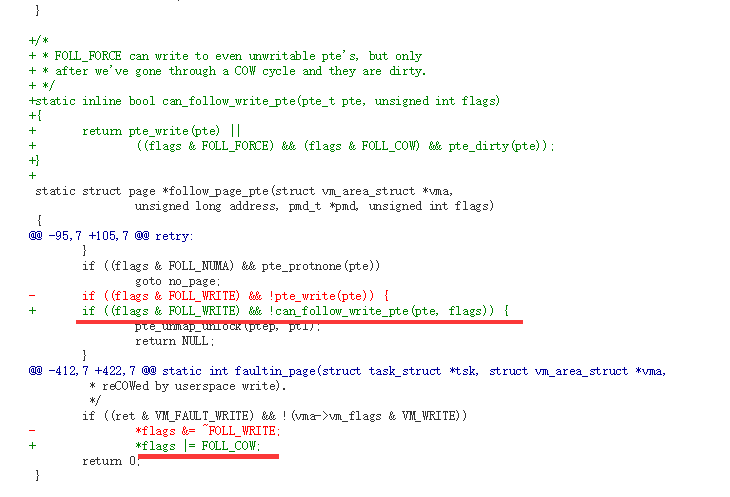 }

+/*
+ * FOLL_FORCE can write to even unwritable pte's, but only
+ * after we've gone through a COW cycle and they are dirty.
+ */
+static inline bool can_follow_write_pte(pte_t pte, unsigned int flags)
+{
+       return pte_write(pte) ||
+               ((flags & FOLL_FORCE) && (flags & FOLL_COW) && pte_dirty(pte));
+}
+
 static struct page *follow_page_pte(struct vm_area_struct *vma,
                unsigned long address, pmd_t *pmd, unsigned int flags)
 {
@@ -95,7 +105,7 @@ retry:
        }
        if ((flags & FOLL_NUMA) && pte_protnone(pte))
                goto no_page;
-       if ((flags & FOLL_WRITE) && !pte_write(pte)) {
+       if ((flags & FOLL_WRITE) && !can_follow_write_pte(pte, flags)) {
                pte_unmap_unlock(ptep, ptl);
                return NULL;
        }
@@ -412,7 +422,7 @@ static int faultin_page(struct task_struct *tsk, struct vm_area_struct *vma,
         * reCOWed by userspace write).
         */
        if ((ret & VM_FAULT_WRITE) && !(vma->vm_flags & VM_WRITE))
-               *flags &= ~FOLL_WRITE;
+               *flags |= FOLL_COW;
        return 0;
 }